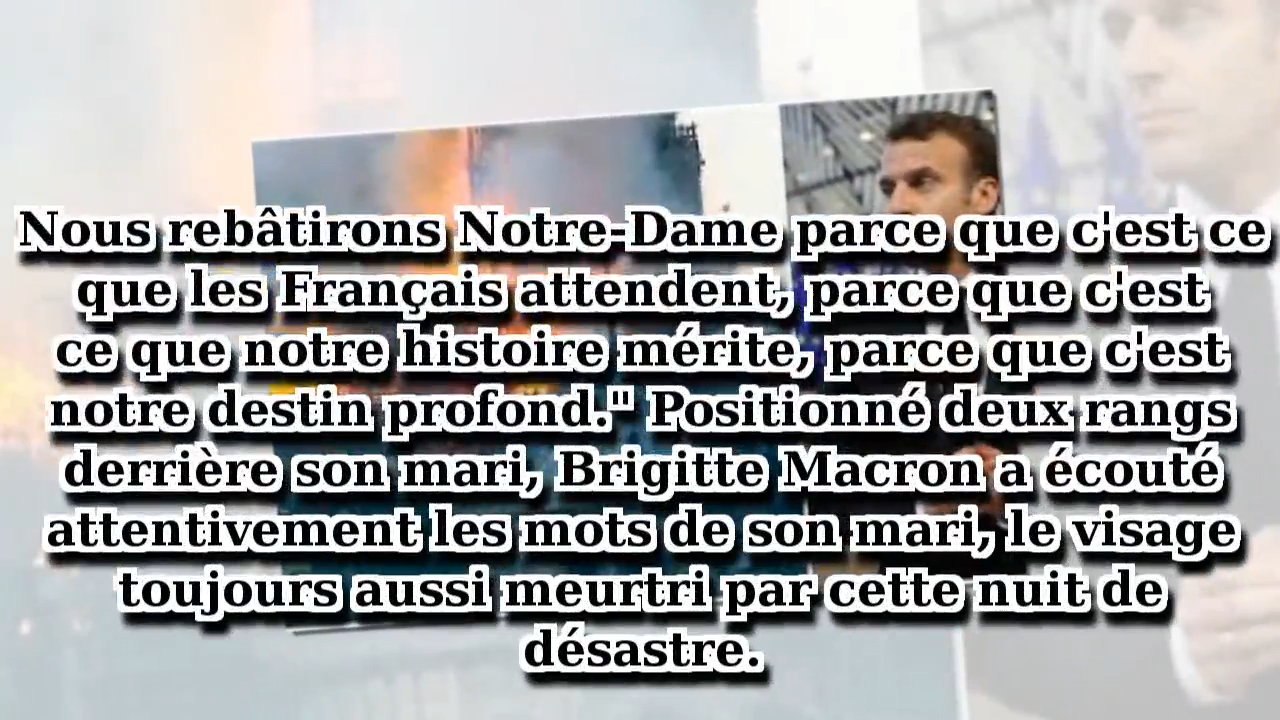 Nous rebâtirons Notre-Dame parce que c'est ce
que les Français attendent, parce que c'est
ce que notre histoire mérite, parce que c'est
notre destin profond." Positionné deux rangs
derrière son mari, Brigitte Macron a écouté
attentivement les mots de son mari, le visage
toujours aussi meurtri par cette nuit de
désastre.